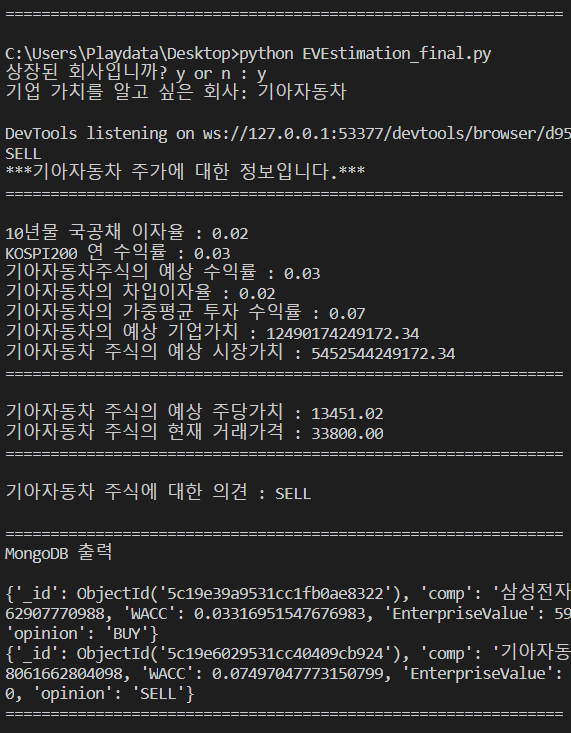 ============================================================
C:\Users\Playdata\Desktop>python EVEstimation_final.py
상장된 회사입니까? y or n : y
기업 가치를 알고 싶은 회사: 기아자동차
DevTools listening on ws://127.0.0.1:53377/devtools/browser/d95
SELL
***기아자동차 주가에 대한 정보입니다.***
============================================================
10년물 국공채 이자율 : 0.02
KOSPI200 연 수익률 : 0.03
기아자동차주식의 예상 수익률 : 0.03
기아자동차의 차입이자율 : 0.02
기아자동차의 가중평균 투자 수익률 : 0.07
기아자동차의 예상 기업가치 : 12490174249172.34
기아자동차 주식의 예상 시장가치 : 5452544249172.34
============================================================
기아자동차 주식의 예상 주당가치 : 13451.02
기아자동차 주식의 현재 거래가격 : 33800.00
============================================================
기아자동차 주식에 대한 의견 : SELL
============================================================
MongoDB 출력
{'_id': ObjectId('5c19e39a9531cc1fb0ae8322'), 'comp': '삼성전자
62907770988, 'WACC': 0.03316951547676983, 'EnterpriseValue': 59
'opinion': 'BUY'}
{'_id': ObjectId('5c19e6029531cc40409cb924'), 'comp': '기아자동
8061662804098, 'WACC': 0.07497047773150799, 'EnterpriseValue':
0, 'opinion': 'SELL'}
============================================================